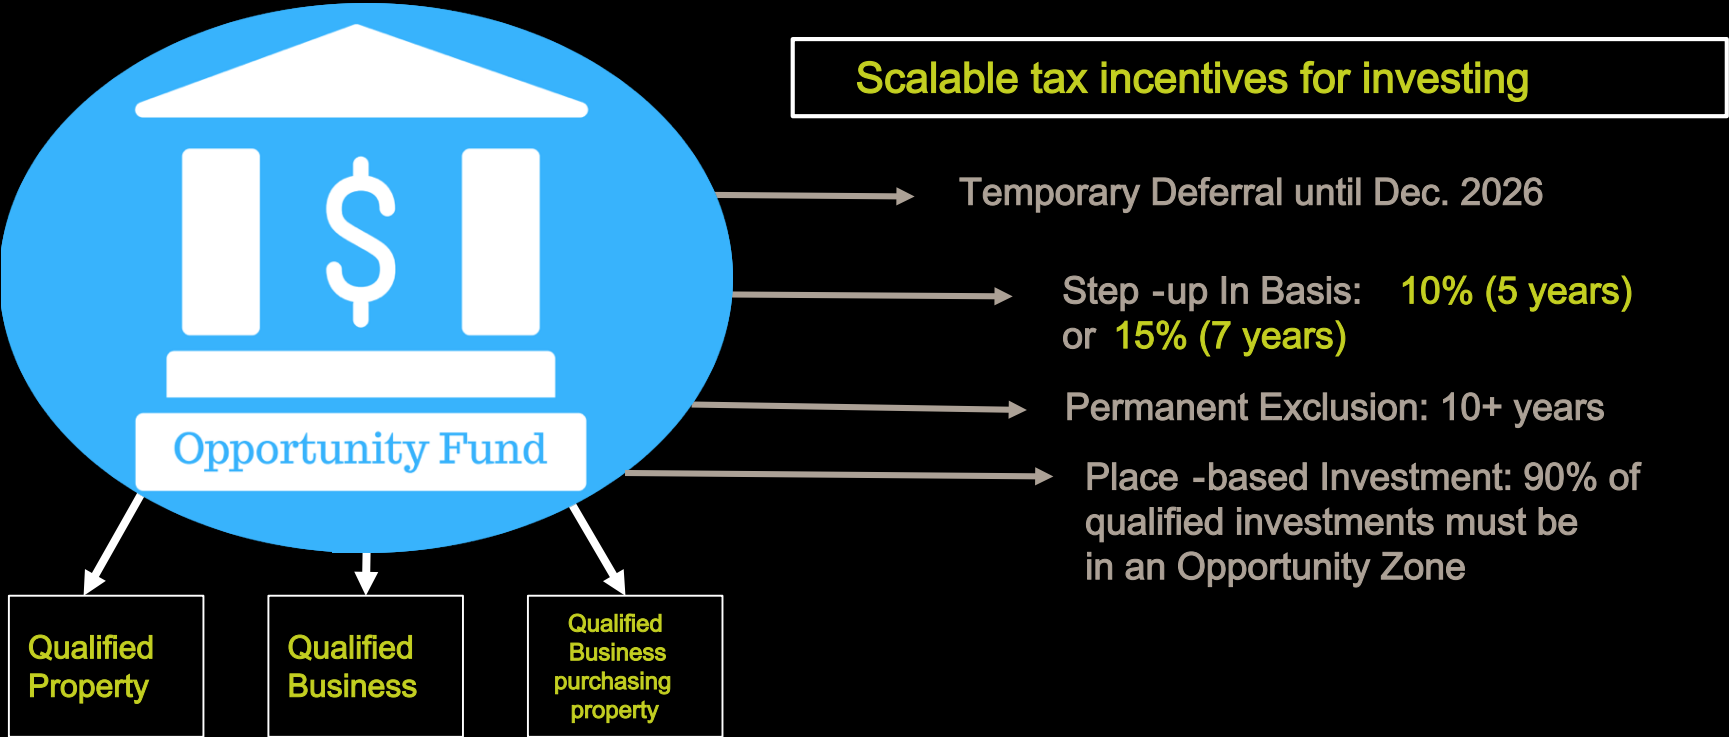 Scalable tax incentives for investing
Temporary Deferral until Dec. 2026
Step -up In Basis: 10% (5 years)
or 15% (7 years)
Permanent Exclusion: 10+ years
Place -based Investment: 90% of
qualified investments must be
in an Opportunity Zone
$
Opportunity Fund
Qualified
Property
Qualified
Business
Qualified
Business
purchasing
property